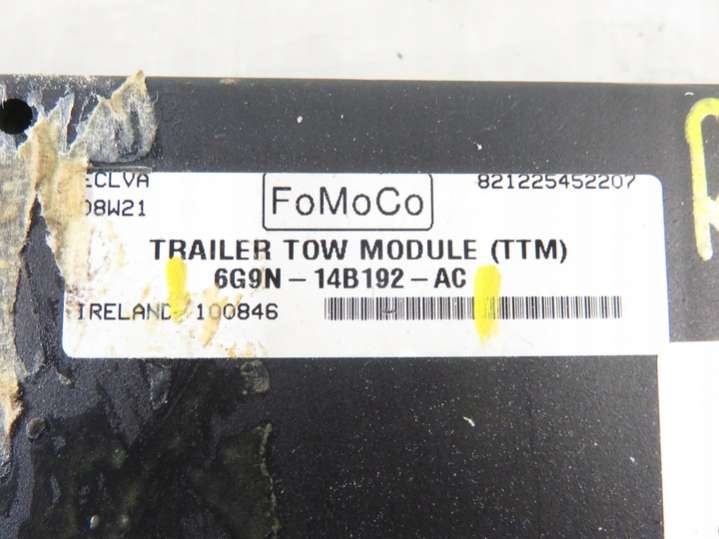 ECLVA
FoMoCo
821225452207
08W21
TRAILER TOW MODULE (TTM)
6G9N-14B192-AC
IRELAND 100846